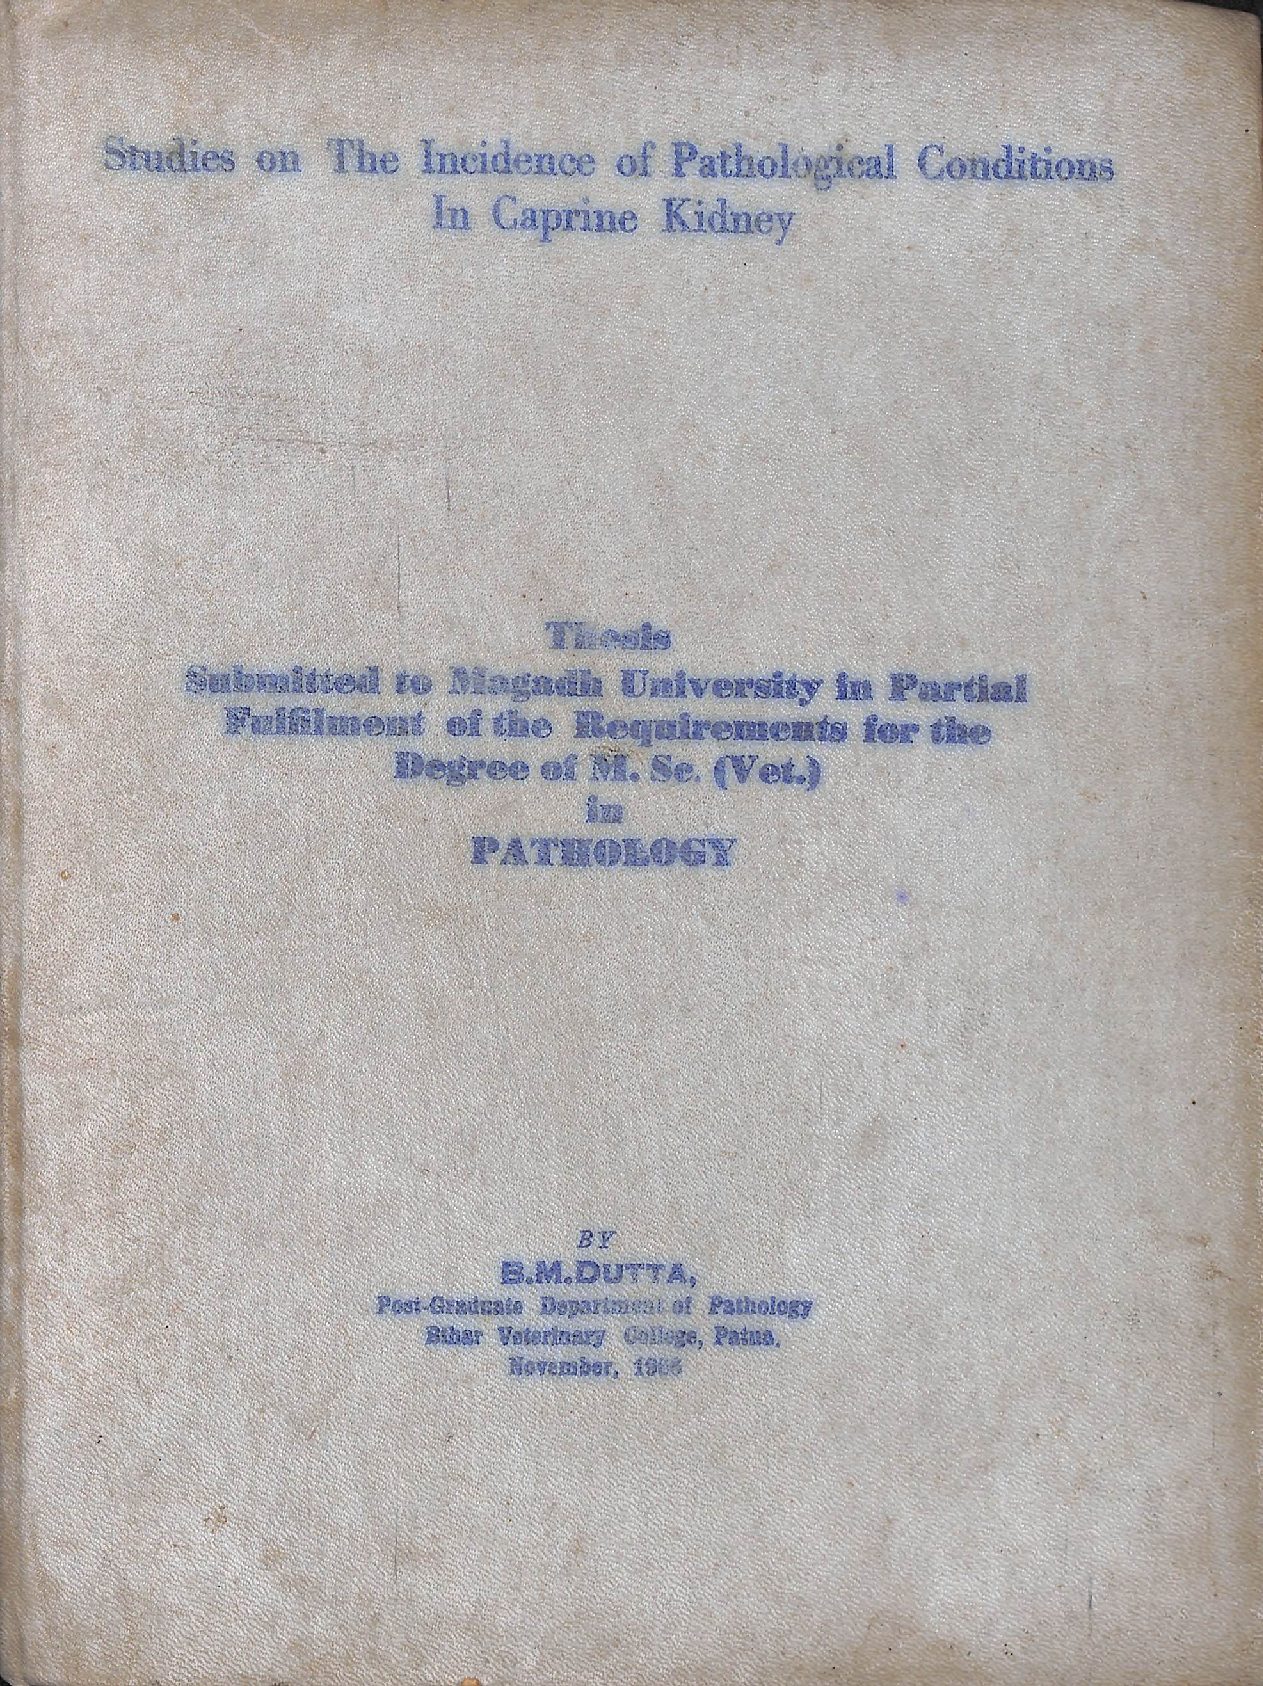 Studies on The Incidence of Pathological Conditions
In Caprine Kidney
Thesis
Submitted to Magadh University in Partial
Fulfilment of the Requirements for the
Degree of M. Sc. (Vet.)
in
PATHOLOGY
BY
B.M.DUTTA,
Post-Graduate Department of Pathology
Bihar Veterinary College, Patna.
November, 1966